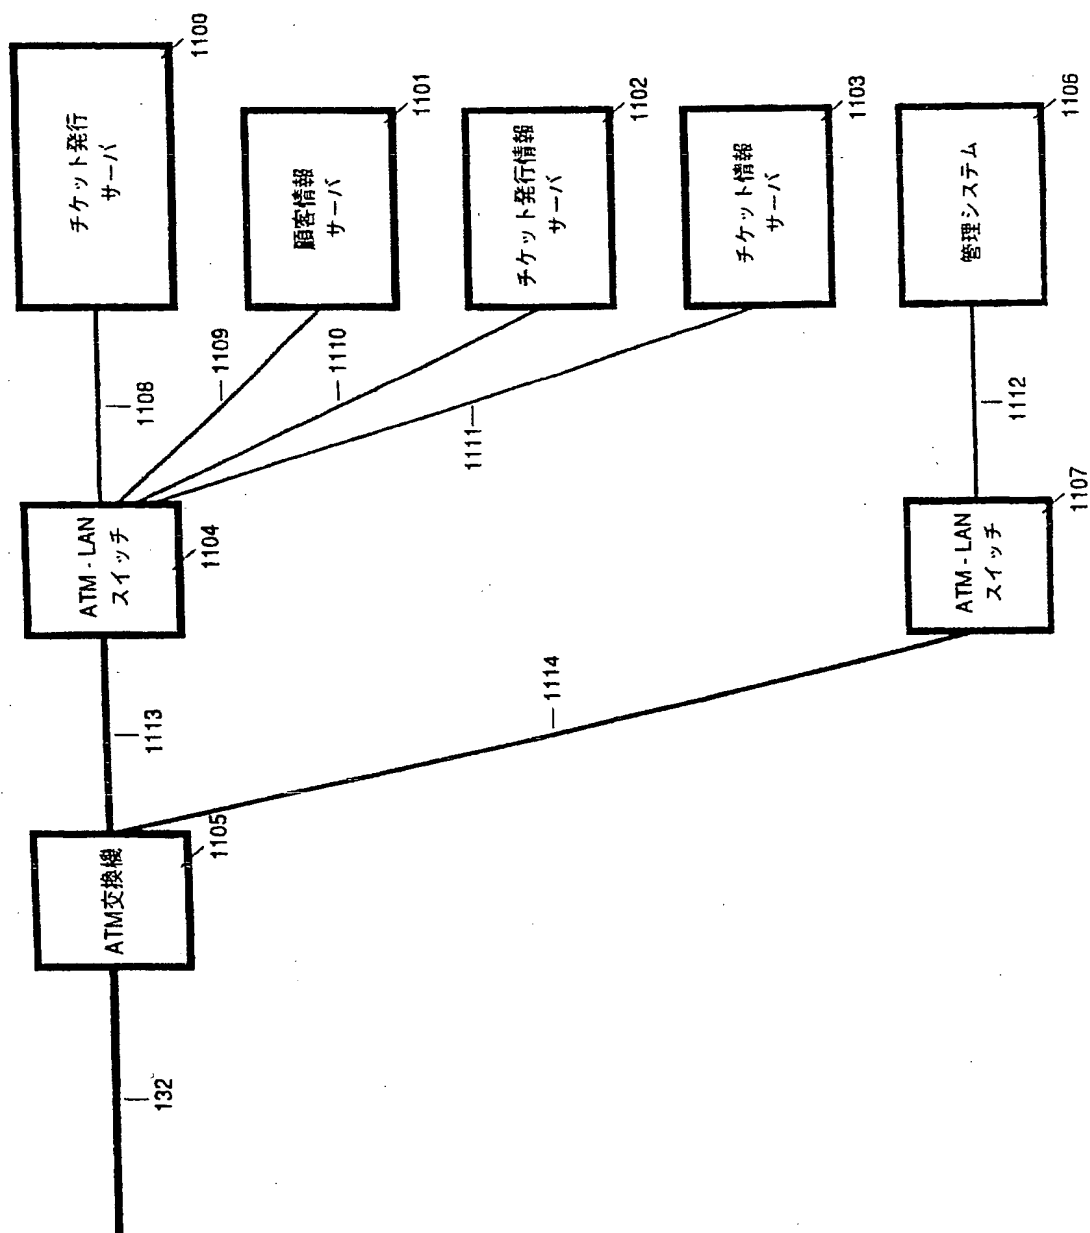 チケット発行
サーバ
1100
顧客情報
サーバ
1101
チケット発行情報
サーバ
1102
チケット情報
サーバ
1103
管理システム
1106
1108
1109
1110
1111
1112
ATM-LAN
スイッチ
1104
ATM-LAN
スイッチ
1107
1113
1114
ATM交換機
1105
132